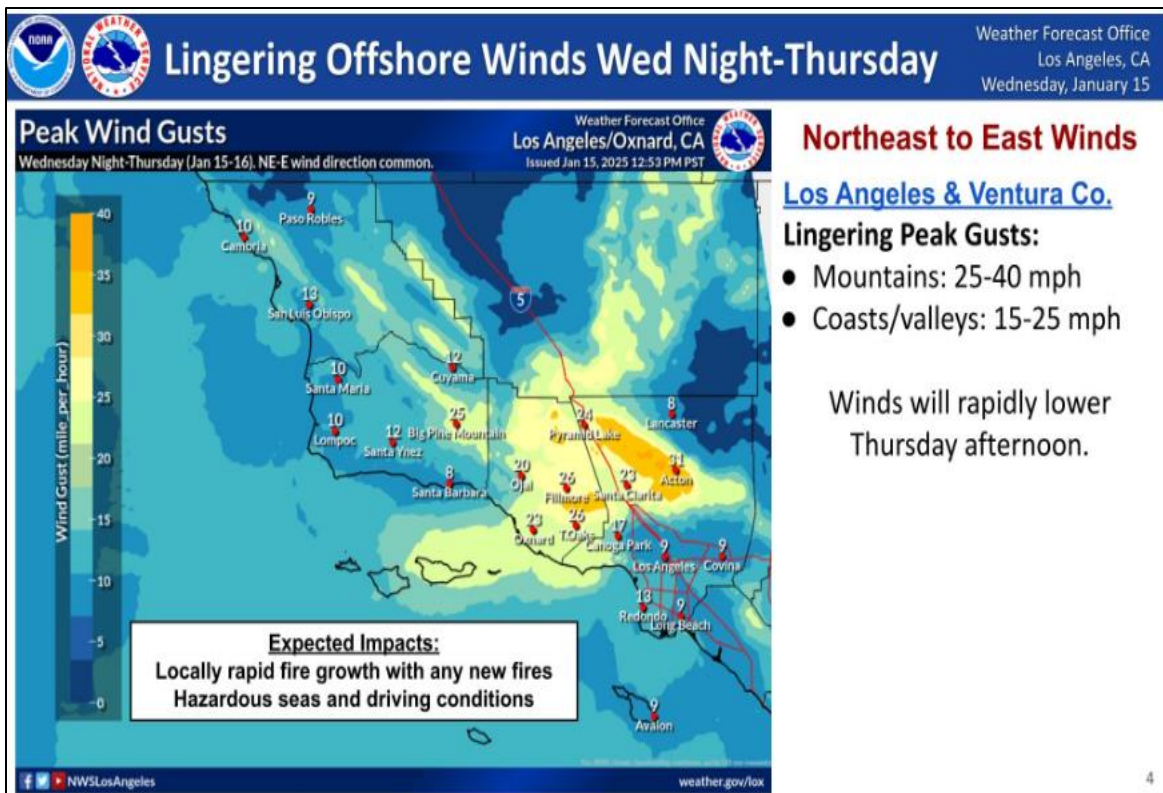 NOAA
NATIONAL WEATHER SERVICE
Lingering Offshore Winds Wed Night-Thursday
Weather Forecast Office
Los Angeles, CA
Wednesday, January 15
Peak Wind Gusts
Wednesday Night-Thursday (Jan 15-16). NE-E wind direction common.
Weather Forecast Office
Los Angeles/Oxnard, CA
Issued Jan 15, 2025 12:53 PM PST
Wind Gust (mile_per_hour)
40
35
30
25
20
15
10
5
0
9
Paso Robles
10
Cambria
13
San Luis Obispo
5
10
Santa Maria
12
Cuyama
10
Lompoc
12
Santa Ynez
25
Big Pine Mountain
24
Pyramid Lake
8
Lancaster
8
Santa Barbara
20
Ojai
26
Fillmore
23
Santa Clarita
31
Acton
23
Oxnard
26
T.Oaks
17
Canoga Park
9
Los Angeles
9
Covina
13
Redondo
9
Long Beach
9
Avalon
Expected Impacts:
Locally rapid fire growth with any new fires
Hazardous seas and driving conditions
NWSLosAngeles
weather.gov/lox
Northeast to East Winds
Los Angeles & Ventura Co.
Lingering Peak Gusts:
● Mountains: 25-40 mph
● Coasts/valleys: 15-25 mph
Winds will rapidly lower
Thursday afternoon.
4